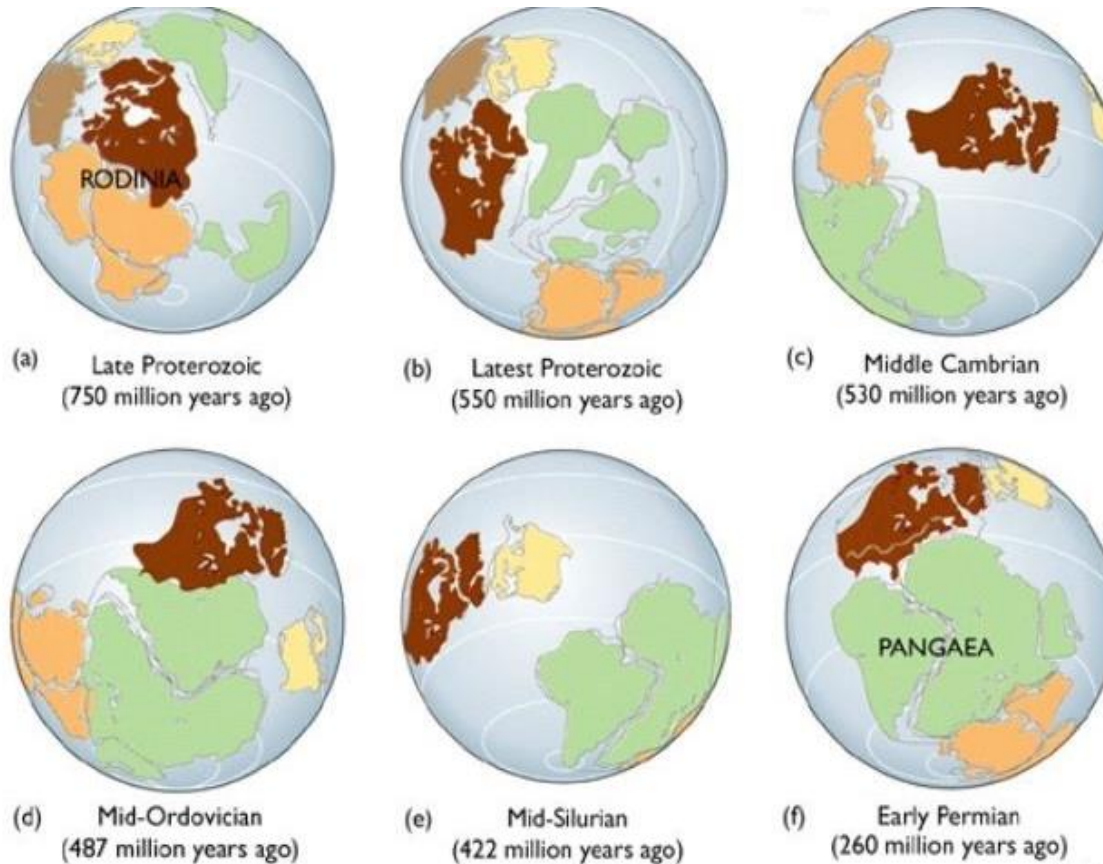 RODINIA
(a) Late Proterozoic
(750 million years ago)
(b) Latest Proterozoic
(550 million years ago)
(c) Middle Cambrian
(530 million years ago)
(d) Mid-Ordovician
(487 million years ago)
(e) Mid-Silurian
(422 million years ago)
PANGAEA
(f) Early Permian
(260 million years ago)